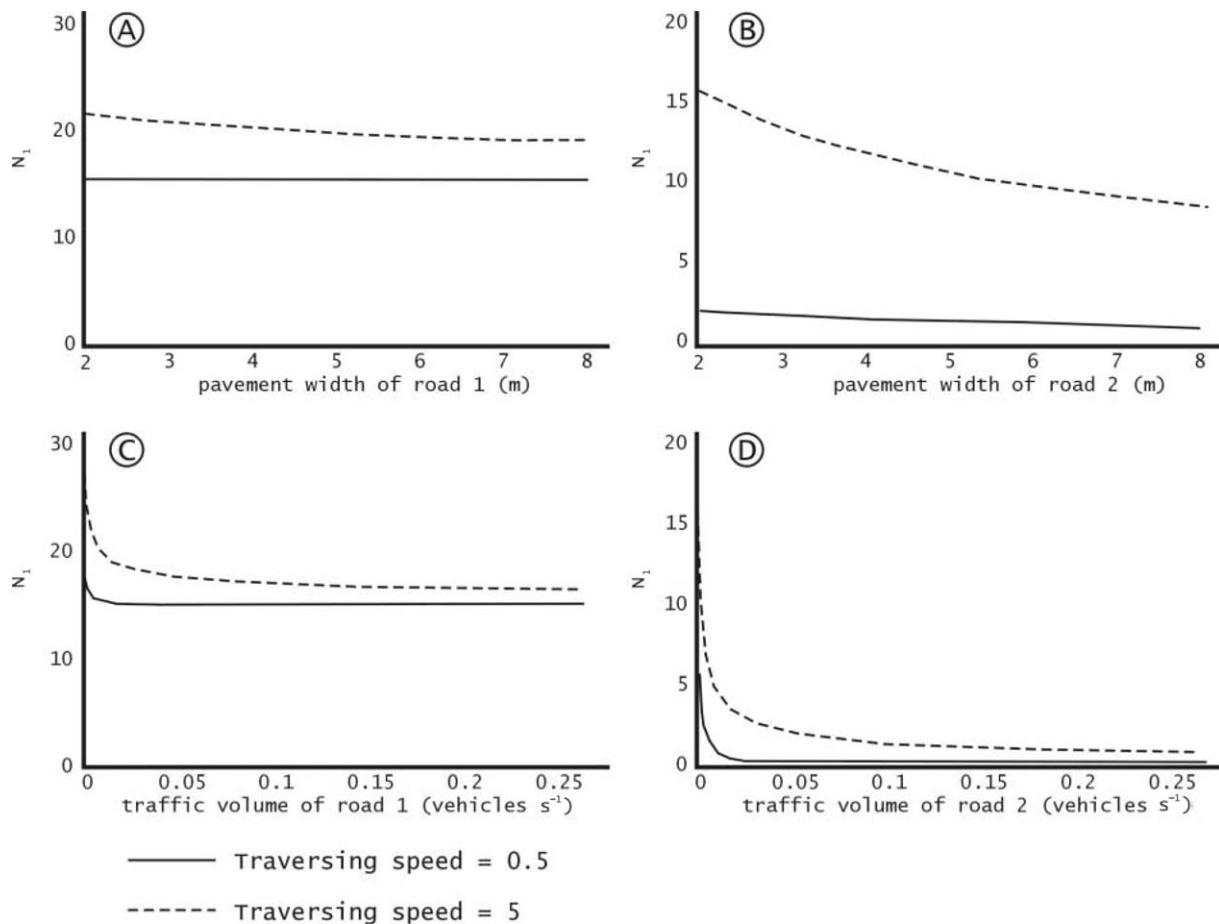 A
30
20
10
0
N₁
2 3 4 5 6 7 8
pavement width of road 1 (m)
B
20
15
10
5
0
N₁
2 3 4 5 6 7 8
pavement width of road 2 (m)
C
30
20
10
0
N₁
0 0.05 0.1 0.15 0.2 0.25
traffic volume of road 1 (vehicles s⁻¹)
D
20
15
10
5
0
N₁
0 0.05 0.1 0.15 0.2 0.25
traffic volume of road 2 (vehicles s⁻¹)
Traversing speed = 0.5
Traversing speed = 5